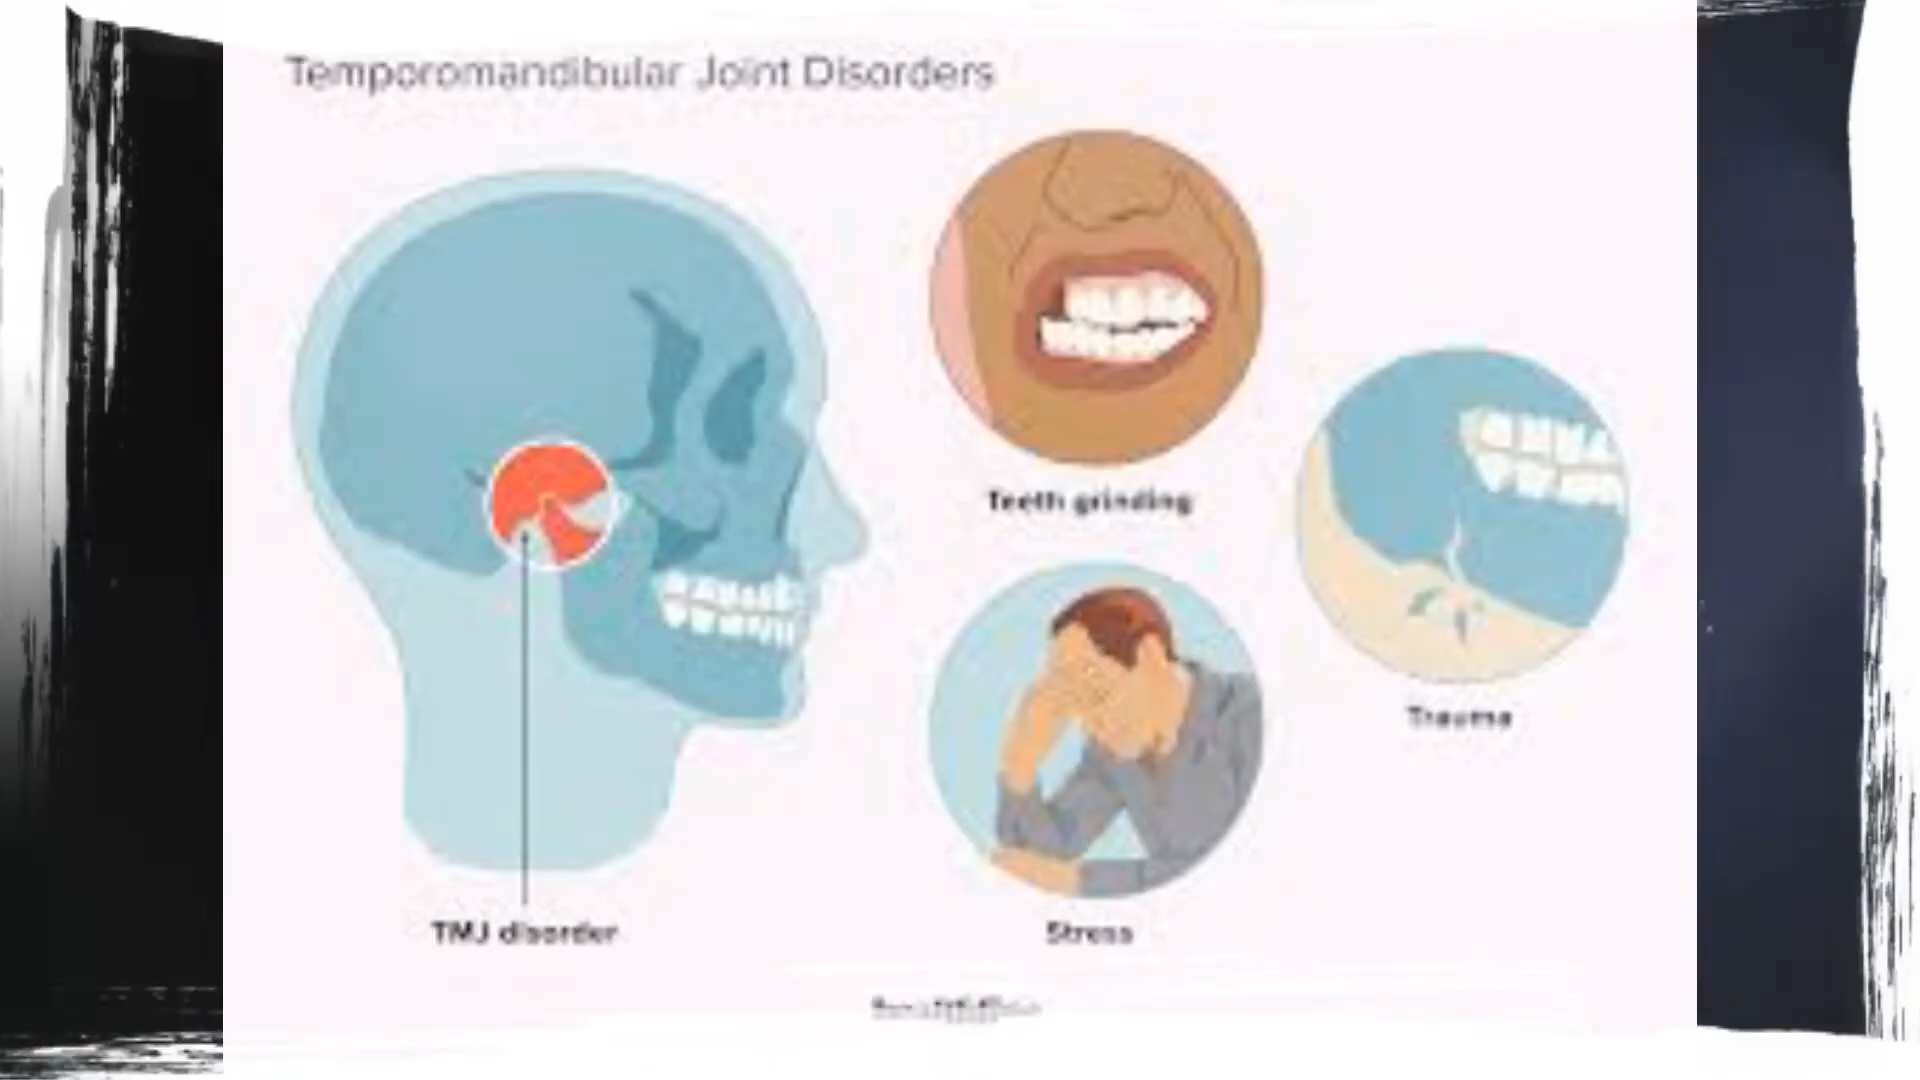 Temporomandibular Joint Disorders
Teeth grinding
Trauma
TMJ disorder
Stress